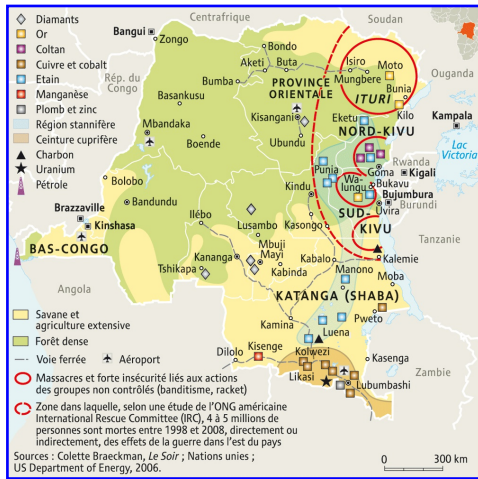 Centrafrique
Soudan
Diamants
Or
Coltan
Cuivre et cobalt
Etain
Manganèse
Plomb et zinc
Région stannifère
Ceinture cuprifère
Charbon
Uranium
Pétrole
Bangui
Zongo
Bondo
Aketi
Buta
Isiro
Moto
Mungbere
Bumba
PROVINCE
ORIENTALE
ITURI
Ouganda
Rép. du
Congo
Basankusu
Bunia
Kilo
Kisangani
Eketu
Kampala
Mbandaka
NORD-KIVU
Boende
Ubundu
Lac
Victoria
Rwanda
Goma
Kigali
Punia
Wa-
lungu
Bukavu
Bujumbura
Bolobo
Kindu
Uvira
Burundi
Bandundu
SUD-
KIVU
Brazzaville
Ilébo
Kinshasa
Lusambo
Kasongo
Tanzanie
BAS-CONGO
Mbuji
Mayi
Kananga
Kabalo
Kalemie
Tshikapa
Kabinda
Manono
Moba
Angola
KATANGA (SHABA)
Kamina
Pweto
Luena
Savane et
agriculture extensive
Forêt dense
Kisenge
Kolwezi
Dilolo
Kasenga
Voie ferrée
Aéroport
Likasi
Zambie
Lubumbashi
Massacres et forte insécurité liés aux actions
des groupes non contrôlés (banditisme, racket)
Zone dans laquelle, selon une étude de l'ONG américaine
International Rescue Committee (IRC), 4 à 5 millions de
personnes sont mortes entre 1998 et 2008, directement ou
indirectement, des effets de la guerre dans l'est du pays
Sources : Colette Braeckman, Le Soir ; Nations unies ;
US Department of Energy, 2006.
0 300 km